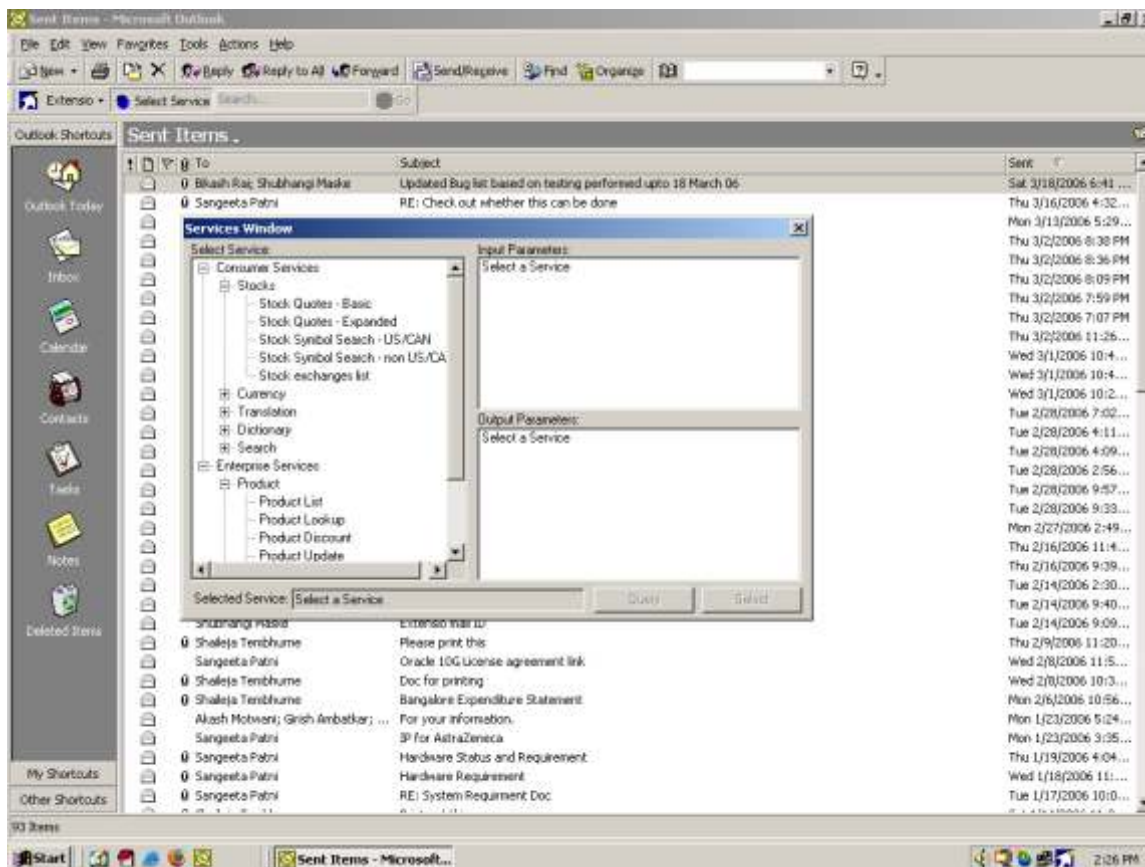 Sent Items - Microsoft Outlook
File Edit View Favorites Tools Actions Help
New Reply Reply to All Forward Send/Receive Find Organize
Extensio Select Service Search... Go
Outlook Shortcuts Sent Items .
! To Subject Sent
Bikash Rai; Shubhangi Maske Updated Bug list based on testing performed upto 18 March 06 Sat 3/18/2006 6:41 ...
Sangeeta Patni RE: Check out whether this can be done Thu 3/16/2006 4:32...
Mon 3/13/2006 5:29...
Thu 3/2/2006 8:38 PM
Thu 3/2/2006 8:36 PM
Thu 3/2/2006 8:09 PM
Thu 3/2/2006 7:59 PM
Thu 3/2/2006 7:07 PM
Thu 3/2/2006 11:26...
Wed 3/1/2006 10:4...
Wed 3/1/2006 10:4...
Wed 3/1/2006 10:2...
Tue 2/28/2006 7:02...
Tue 2/28/2006 4:11...
Tue 2/28/2006 4:09...
Tue 2/28/2006 2:56...
Tue 2/28/2006 9:57...
Tue 2/28/2006 9:33...
Mon 2/27/2006 2:49...
Thu 2/16/2006 11:4...
Thu 2/16/2006 9:39...
Tue 2/14/2006 2:30...
Tue 2/14/2006 9:40...
Outlook Today
Inbox
Calendar
Contacts
Tasks
Notes
Deleted Items
My Shortcuts
Other Shortcuts
Services Window
Select Service:
Consumer Services
Stocks
Stock Quotes - Basic
Stock Quotes - Expanded
Stock Symbol Search - US/CAN
Stock Symbol Search - non US/CA
Stock exchanges list
Currency
Translation
Dictionary
Search
Enterprise Services
Product
Product List
Product Lookup
Product Discount
Product Update
Input Parameters:
Select a Service
Output Parameters:
Select a Service
Selected Service: Select a Service Query Select
Shubhangi Maske Extensio mail ID Tue 2/14/2006 9:09...
Shaileja Tembhurne Please print this Thu 2/9/2006 11:20...
Sangeeta Patni Oracle 10G License agreement link Wed 2/8/2006 11:5...
Shaileja Tembhurne Doc for printing Wed 2/8/2006 10:3...
Shaileja Tembhurne Bangalore Expenditure Statement Mon 2/6/2006 10:56...
Akash Motwani; Girish Ambatkar; ... For your information. Mon 1/23/2006 5:24...
Sangeeta Patni IP for AstraZeneca Mon 1/23/2006 3:35...
Sangeeta Patni Hardware Status and Requirement Thu 1/19/2006 4:04...
Sangeeta Patni Hardware Requirement Wed 1/18/2006 11:...
Sangeeta Patni RE: System Requirment Doc Tue 1/17/2006 10:0...
93 Items
Start Sent Items - Microsoft... 2:26 PM